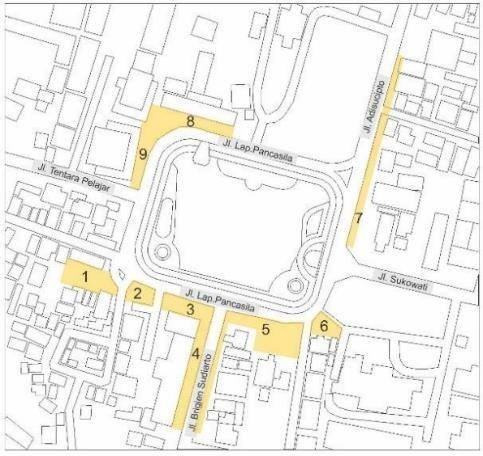 Jl. Adisucipto
8
Jl. Lap.Pancasila
9
Jl. Tentara Pelajar
7
1
2
Jl. Lap.Pancasila
Jl. Sukowati
3
5
6
4
Jl. Brigjen Sudiarto